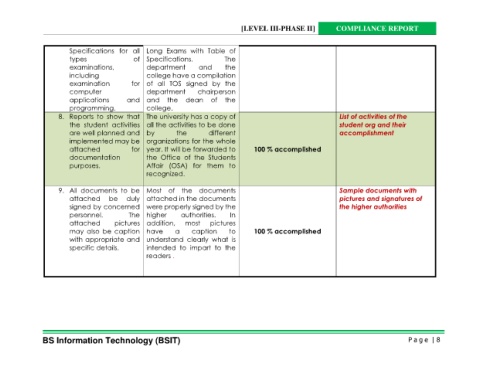 [LEVEL III-PHASE II] COMPLIANCE REPORT
Specifications for all
types of
examinations,
including
examination for
computer
applications and
programming.
Long Exams with Table of
Specifications. The
department and the
college have a compilation
of all TOS signed by the
department chairperson
and the dean of the
college.
8. Reports to show that
the student activities
are well planned and
implemented may be
attached for
documentation
purposes.
The university has a copy of
all the activities to be done
by the different
organizations for the whole
year. It will be forwarded to
the Office of the Students
Affair (OSA) for them to
recognized.
100 % accomplished
List of activities of the
student org and their
accomplishment
9. All documents to be
attached be duly
signed by concerned
personnel. The
attached pictures
may also be caption
with appropriate and
specific details.
Most of the documents
attached in the documents
were properly signed by the
higher authorities. In
addition, most pictures
have a caption to
understand clearly what is
intended to impart to the
readers .
100 % accomplished
Sample documents with
pictures and signatures of
the higher authorities
BS Information Technology (BSIT)
Page | 8